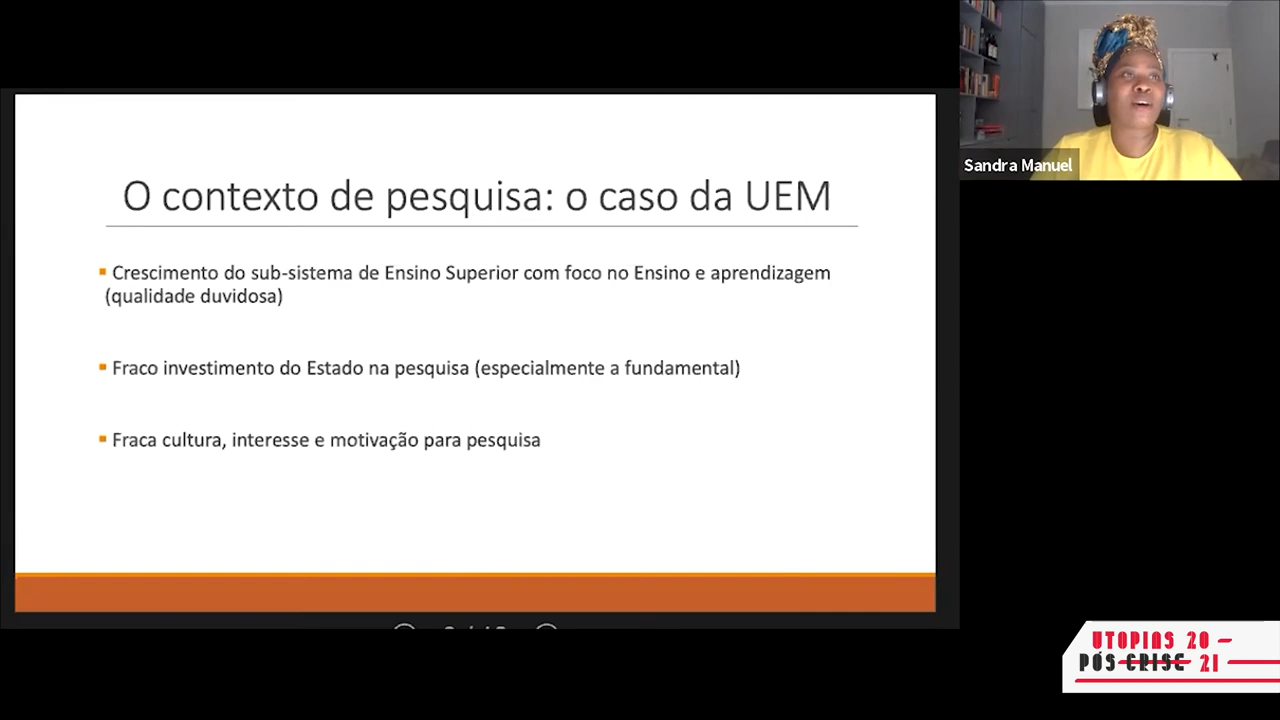 O contexto de pesquisa: o caso da UEM
Crescimento do sub-sistema de Ensino Superior com foco no Ensino e aprendizagem
(qualidade duvidosa)
Fraco investimento do Estado na pesquisa (especialmente a fundamental)
Fraca cultura, interesse e motivação para pesquisa
Sandra Manuel
UTOPIAS 20
PÓS CRISE 21